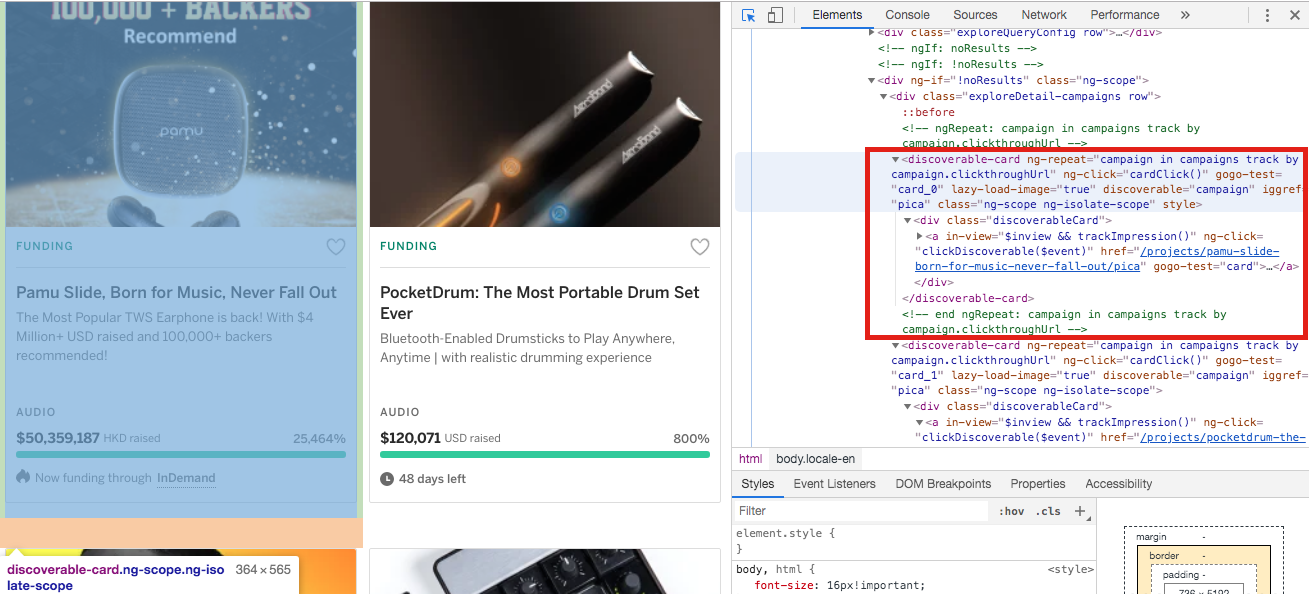 100,000 + BACKERS
Recommend
pamu
AeroBand
AeroBand
FUNDING
Pamu Slide, Born for Music, Never Fall Out
The Most Popular TWS Earphone is back! With $4
Million+ USD raised and 100,000+ backers
recommended!
AUDIO
$50,359,187 HKD raised 25,464%
Now funding through InDemand
FUNDING
PocketDrum: The Most Portable Drum Set
Ever
Bluetooth-Enabled Drumsticks to Play Anywhere,
Anytime | with realistic drumming experience
AUDIO
$120,071 USD raised 800%
48 days left
discoverable-card.ng-scope.ng-iso 364 × 565
late-scope
Elements Console Sources Network Performance »
<div class="exploreQueryConfig row">…</div>
<!-- ngIf: noResults -->
<!-- ngIf: !noResults -->
<div ng-if="!noResults" class="ng-scope">
<div class="exploreDetail-campaigns row">
::before
<!-- ngRepeat: campaign in campaigns track by
campaign.clickthroughUrl -->
<discoverable-card ng-repeat="campaign in campaigns track by
campaign.clickthroughUrl" ng-click="cardClick()" gogo-test=
"card_0" lazy-load-image="true" discoverable="campaign" iggref=
"pica" class="ng-scope ng-isolate-scope" style>
<div class="discoverableCard">
<a in-view="$inview && trackImpression()" ng-click=
"clickDiscoverable($event)" href="/projects/pamu-slide-
born-for-music-never-fall-out/pica" gogo-test="card">…</a>
</div>
</discoverable-card>
<!-- end ngRepeat: campaign in campaigns track by
campaign.clickthroughUrl -->
<discoverable-card ng-repeat="campaign in campaigns track by
campaign.clickthroughUrl" ng-click="cardClick()" gogo-test=
"card_1" lazy-load-image="true" discoverable="campaign" iggref=
"pica" class="ng-scope ng-isolate-scope">
<div class="discoverableCard">
<a in-view="$inview && trackImpression()" ng-click=
"clickDiscoverable($event)" href="/projects/pocketdrum-the-
html body.locale-en
Styles Event Listeners DOM Breakpoints Properties Accessibility
Filter :hov .cls +
element.style {
}
body, html { <style>
font-size: 16px!important;
margin -
border -
padding -
736 × 5192